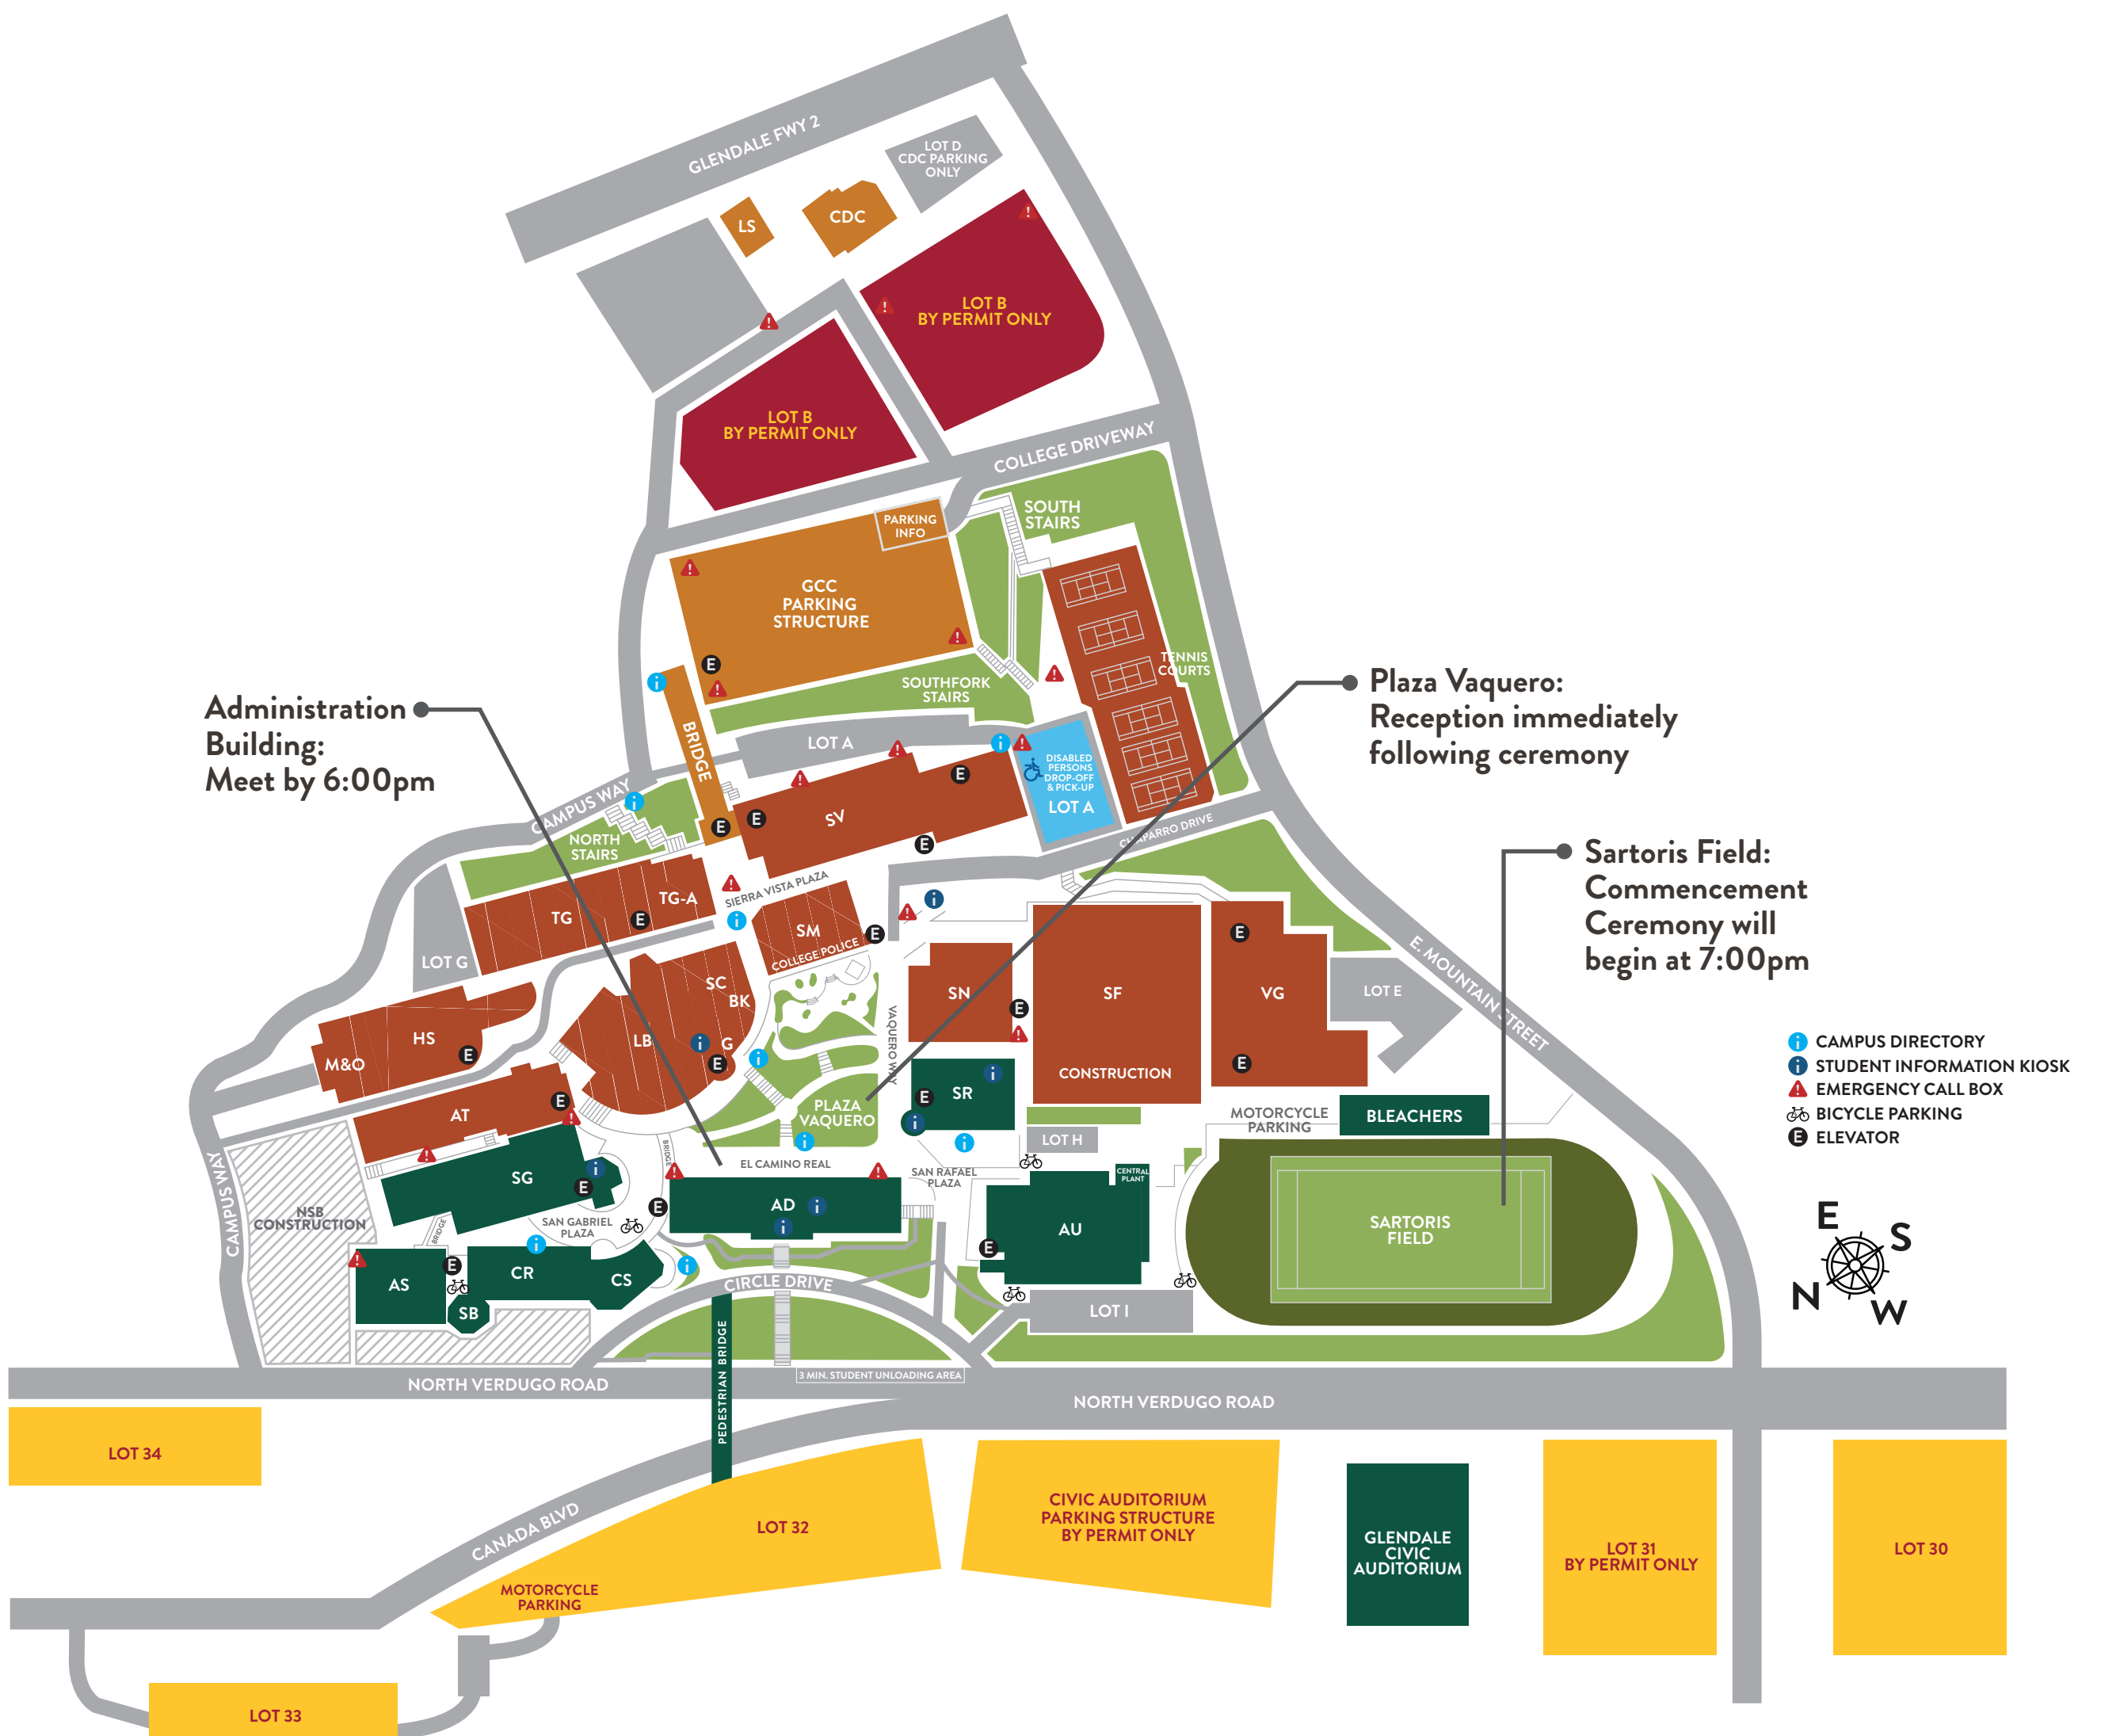 GLENDALE FWY 2
LOT D
CDC PARKING
ONLY
LS
CDC
LOT B
BY PERMIT ONLY
LOT B
BY PERMIT ONLY
COLLEGE DRIVEWAY
PARKING
INFO
SOUTH
STAIRS
GCC
PARKING
STRUCTURE
TENNIS
COURTS
SOUTHFORK
STAIRS
BRIDGE
LOT A
DISABLED
PERSONS
DROP-OFF
& PICK-UP
LOT A
Administration
Building:
Meet by 6:00pm
Plaza Vaquero:
Reception immediately
following ceremony
Sartoris Field:
Commencement
Ceremony will
begin at 7:00pm
CAMPUS WAY
NORTH
STAIRS
SV
CHAPARRO DRIVE
SIERRA VISTA PLAZA
TG-A
TG
SM
COLLEGE POLICE
LOT G
SC
BK
SN
SF
VG
LOT E
E. MOUNTAIN STREET
HS
M&O
LB
G
VAQUERO WAY
CONSTRUCTION
AT
PLAZA
VAQUERO
SR
MOTORCYCLE
PARKING
BLEACHERS
LOT H
BRIDGE
EL CAMINO REAL
SAN RAFAEL
PLAZA
CENTRAL
PLANT
SG
AD
AU
SARTORIS
FIELD
CAMPUS WAY
NSB
CONSTRUCTION
BRIDGE
SAN GABRIEL
PLAZA
AS
CR
CS
SB
CIRCLE DRIVE
LOT I
PEDESTRIAN BRIDGE
3 MIN. STUDENT UNLOADING AREA
NORTH VERDUGO ROAD
NORTH VERDUGO ROAD
CAMPUS DIRECTORY
STUDENT INFORMATION KIOSK
EMERGENCY CALL BOX
BICYCLE PARKING
E ELEVATOR
E
S
N
W
LOT 34
CANADA BLVD
LOT 32
MOTORCYCLE
PARKING
CIVIC AUDITORIUM
PARKING STRUCTURE
BY PERMIT ONLY
GLENDALE
CIVIC
AUDITORIUM
LOT 31
BY PERMIT ONLY
LOT 30
LOT 33